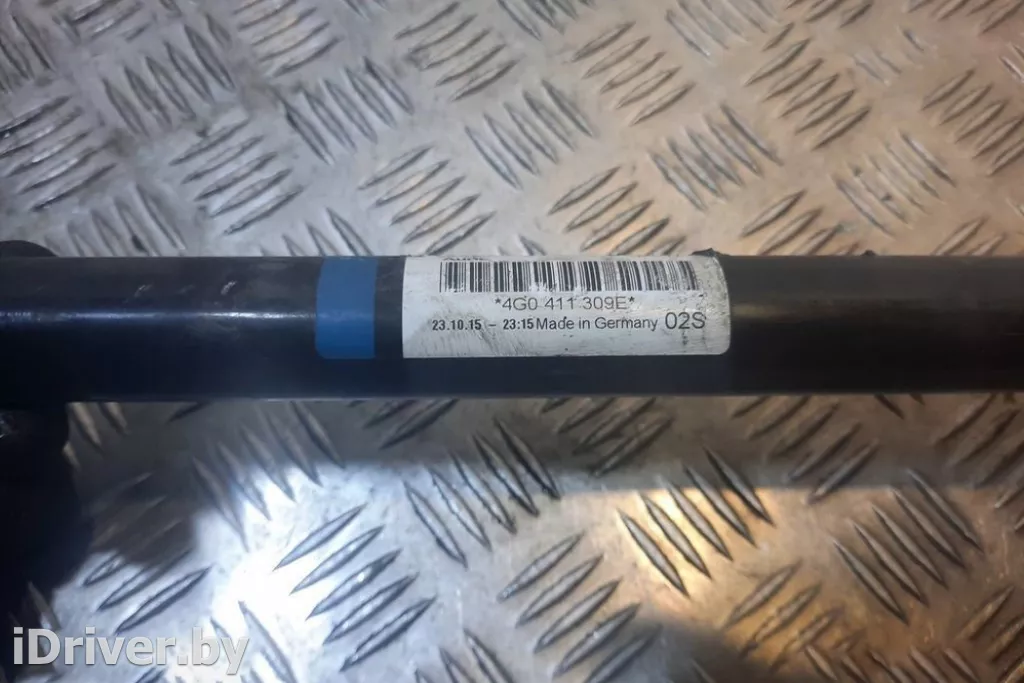 *4G0 411 309E*
23.10.15 – 23:15 Made in Germany 02S
iDriver.by